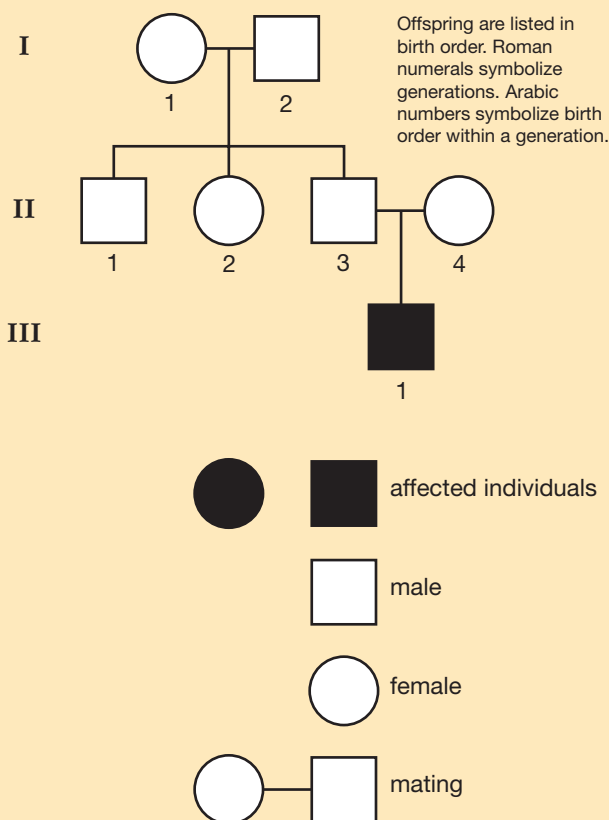 I
Offspring are listed in
birth order. Roman
numerals symbolize
generations. Arabic
numbers symbolize birth
order within a generation.
1 2
II
1 2 3 4
III
1
affected individuals
male
female
mating